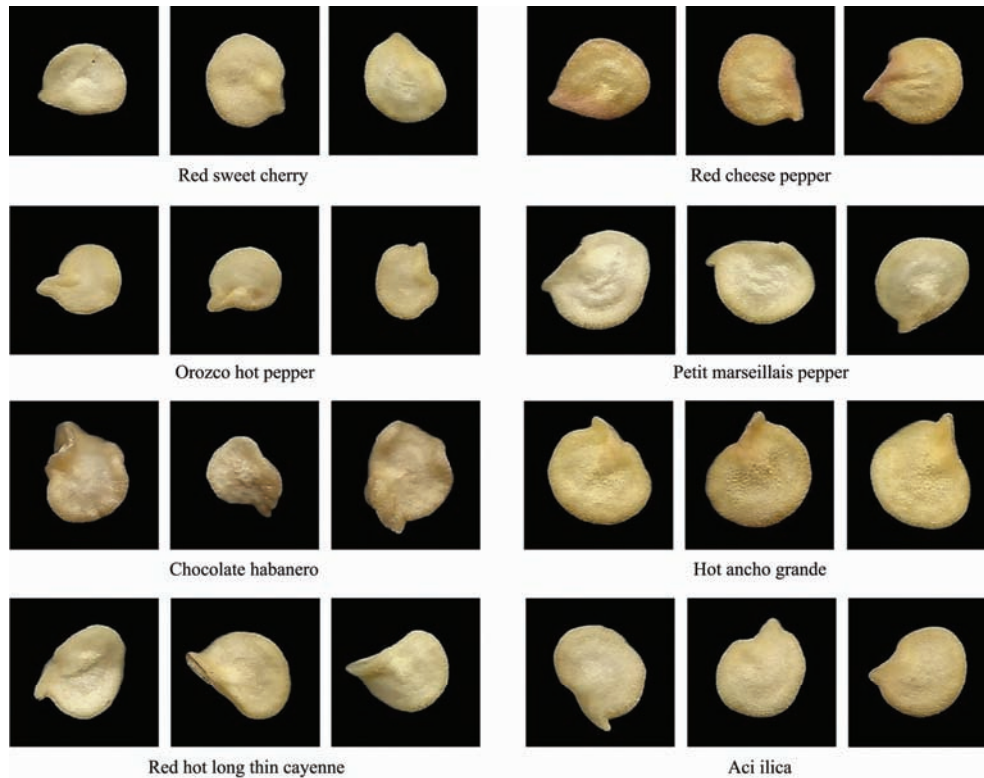 Red sweet cherry
Red cheese pepper
Orozco hot pepper
Petit marseillais pepper
Chocolate habanero
Hot ancho grande
Red hot long thin cayenne
Aci ilica